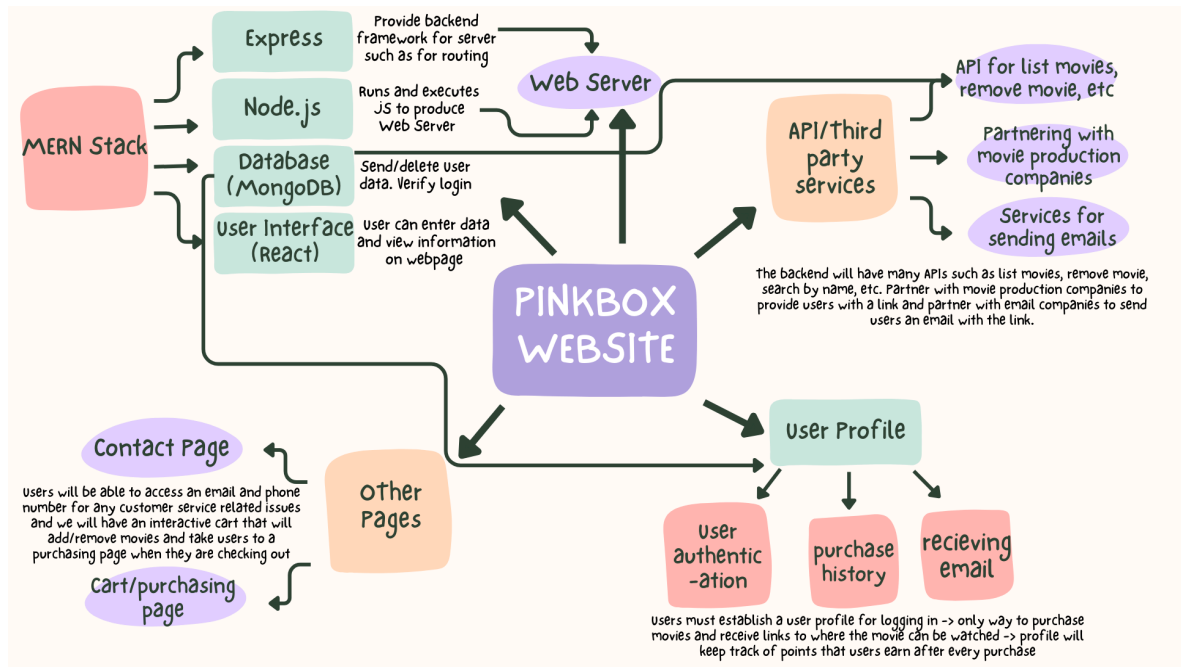 MERN Stack
Express
Provide backend
framework for server
such as for routing
Node.js
Runs and executes
JS to produce
Web Server
Database
(MongoDB)
Send/delete user
data. Verify login
User Interface
(React)
User can enter data
and view information
on webpage
Web Server
API/Third
party
services
API for list movies,
remove movie, etc
Partnering with
movie production
companies
Services for
sending emails
The backend will have many APIs such as list movies, remove movie,
search by name, etc. Partner with movie production companies to
provide users with a link and partner with email companies to send
users an email with the link.
PINKBOX
WEBSITE
Contact Page
Users will be able to access an email and phone
number for any customer service related issues
and we will have an interactive cart that will
add/remove movies and take users to a
purchasing page when they are checking out
Cart/purchasing
page
Other
Pages
User Profile
user
authentic
-ation
purchase
history
recieving
email
Users must establish a user profile for logging in -> only way to purchase
movies and receive links to where the movie can be watched -> profile will
keep track of points that users earn after every purchase